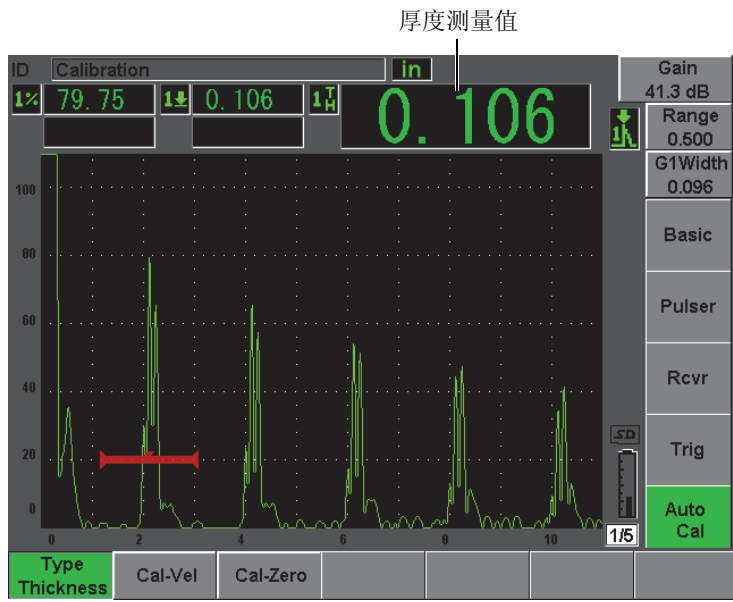 厚度测量值
ID Calibration in
Gain
41.3 dB
1% 79.75 1 0.106 1TH 0.106
Range
0.500
1
G1Width
0.096
100
80
60
40
20
0
0 2 4 6 8 10
Basic
Pulser
Rcvr
Trig
SD
Auto
Cal
1/5
Type
Thickness
Cal-Vel
Cal-Zero